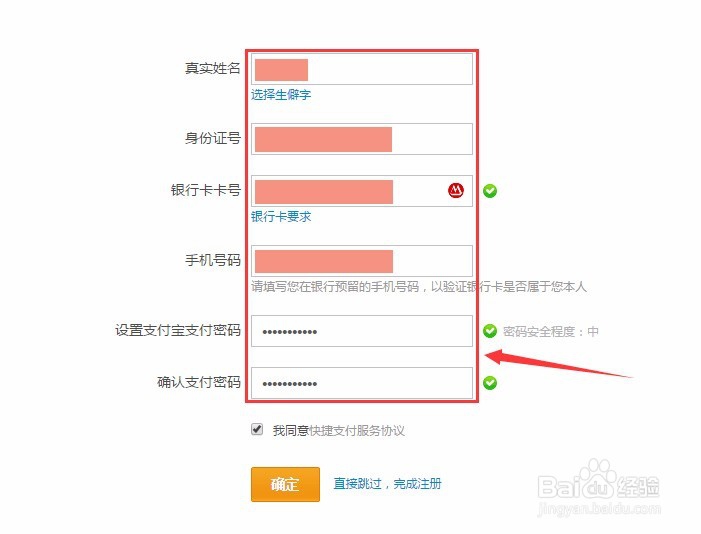 真实姓名
选择生僻字
身份证号
银行卡卡号
银行卡要求
手机号码
请填写您在银行预留的手机号码，以验证银行卡是否属于您本人
设置支付宝支付密码 ••••••••••• 密码安全程度：中
确认支付密码 •••••••••••
我同意快捷支付服务协议
确定 直接跳过，完成注册
Baidu经验
jingyan.baidu.com